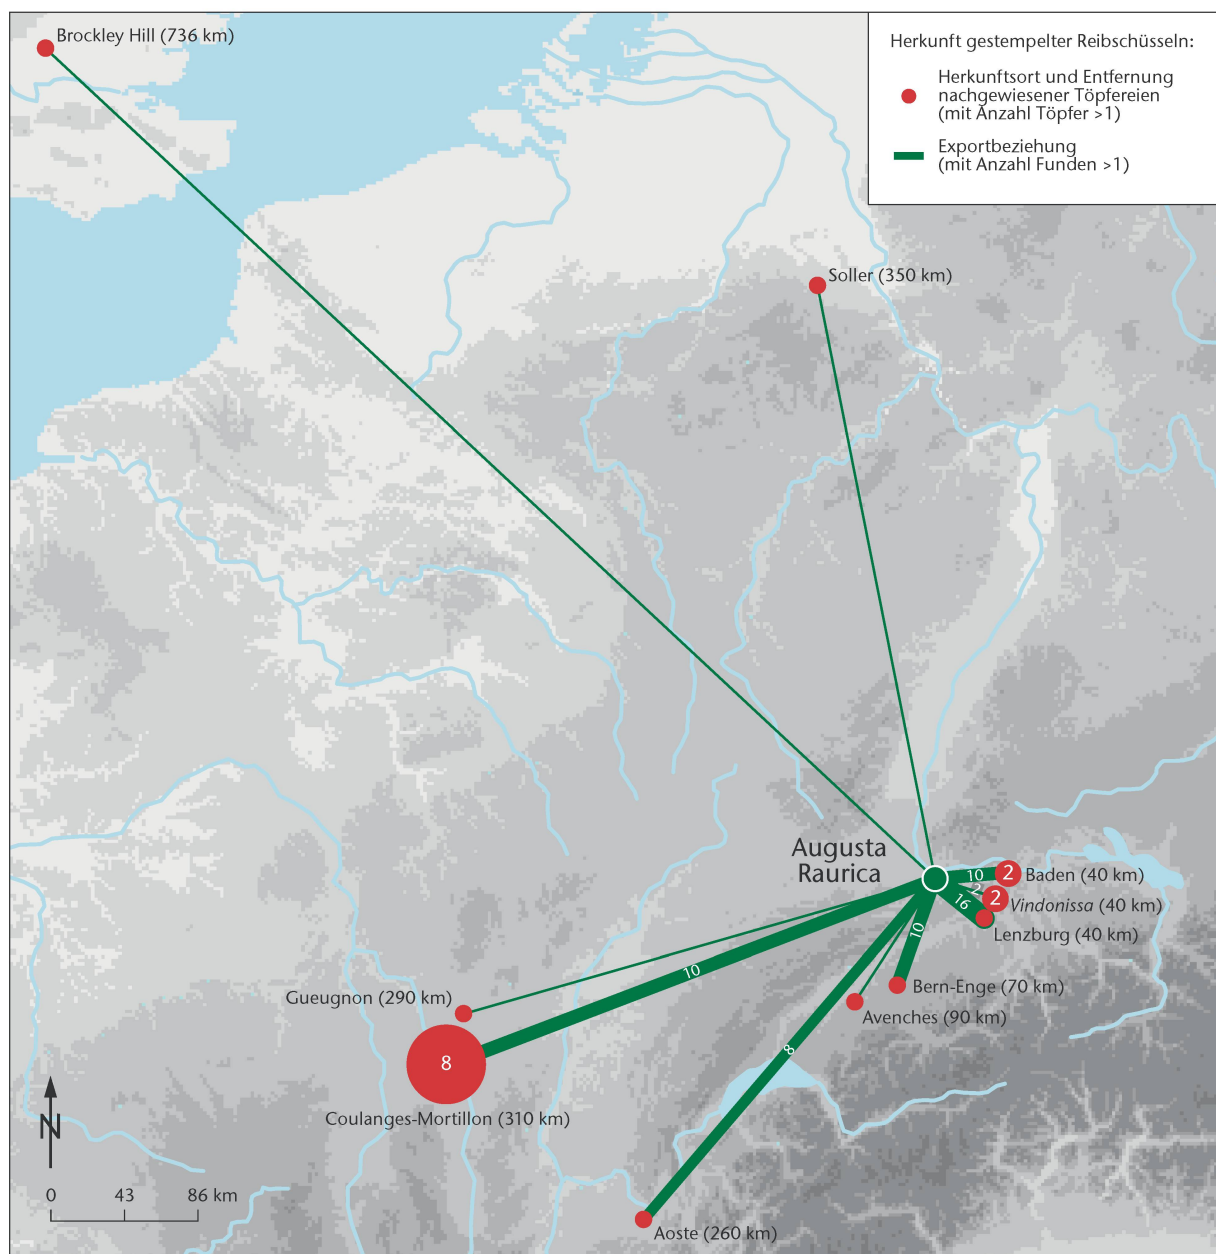 Brockley Hill (736 km)
Herkunft gestempelter Reibschüsseln:
Herkunftsort und Entfernung
nachgewiesener Töpfereien
(mit Anzahl Töpfer >1)
Exportbeziehung
(mit Anzahl Funden >1)
Soller (350 km)
Augusta
Raurica
10
2
Baden (40 km)
2
2
Vindonissa (40 km)
16
Lenzburg (40 km)
10
Bern-Enge (70 km)
Avenches (90 km)
10
Gueugnon (290 km)
8
8
Coulanges-Mortillon (310 km)
N
0 43 86 km
Aoste (260 km)